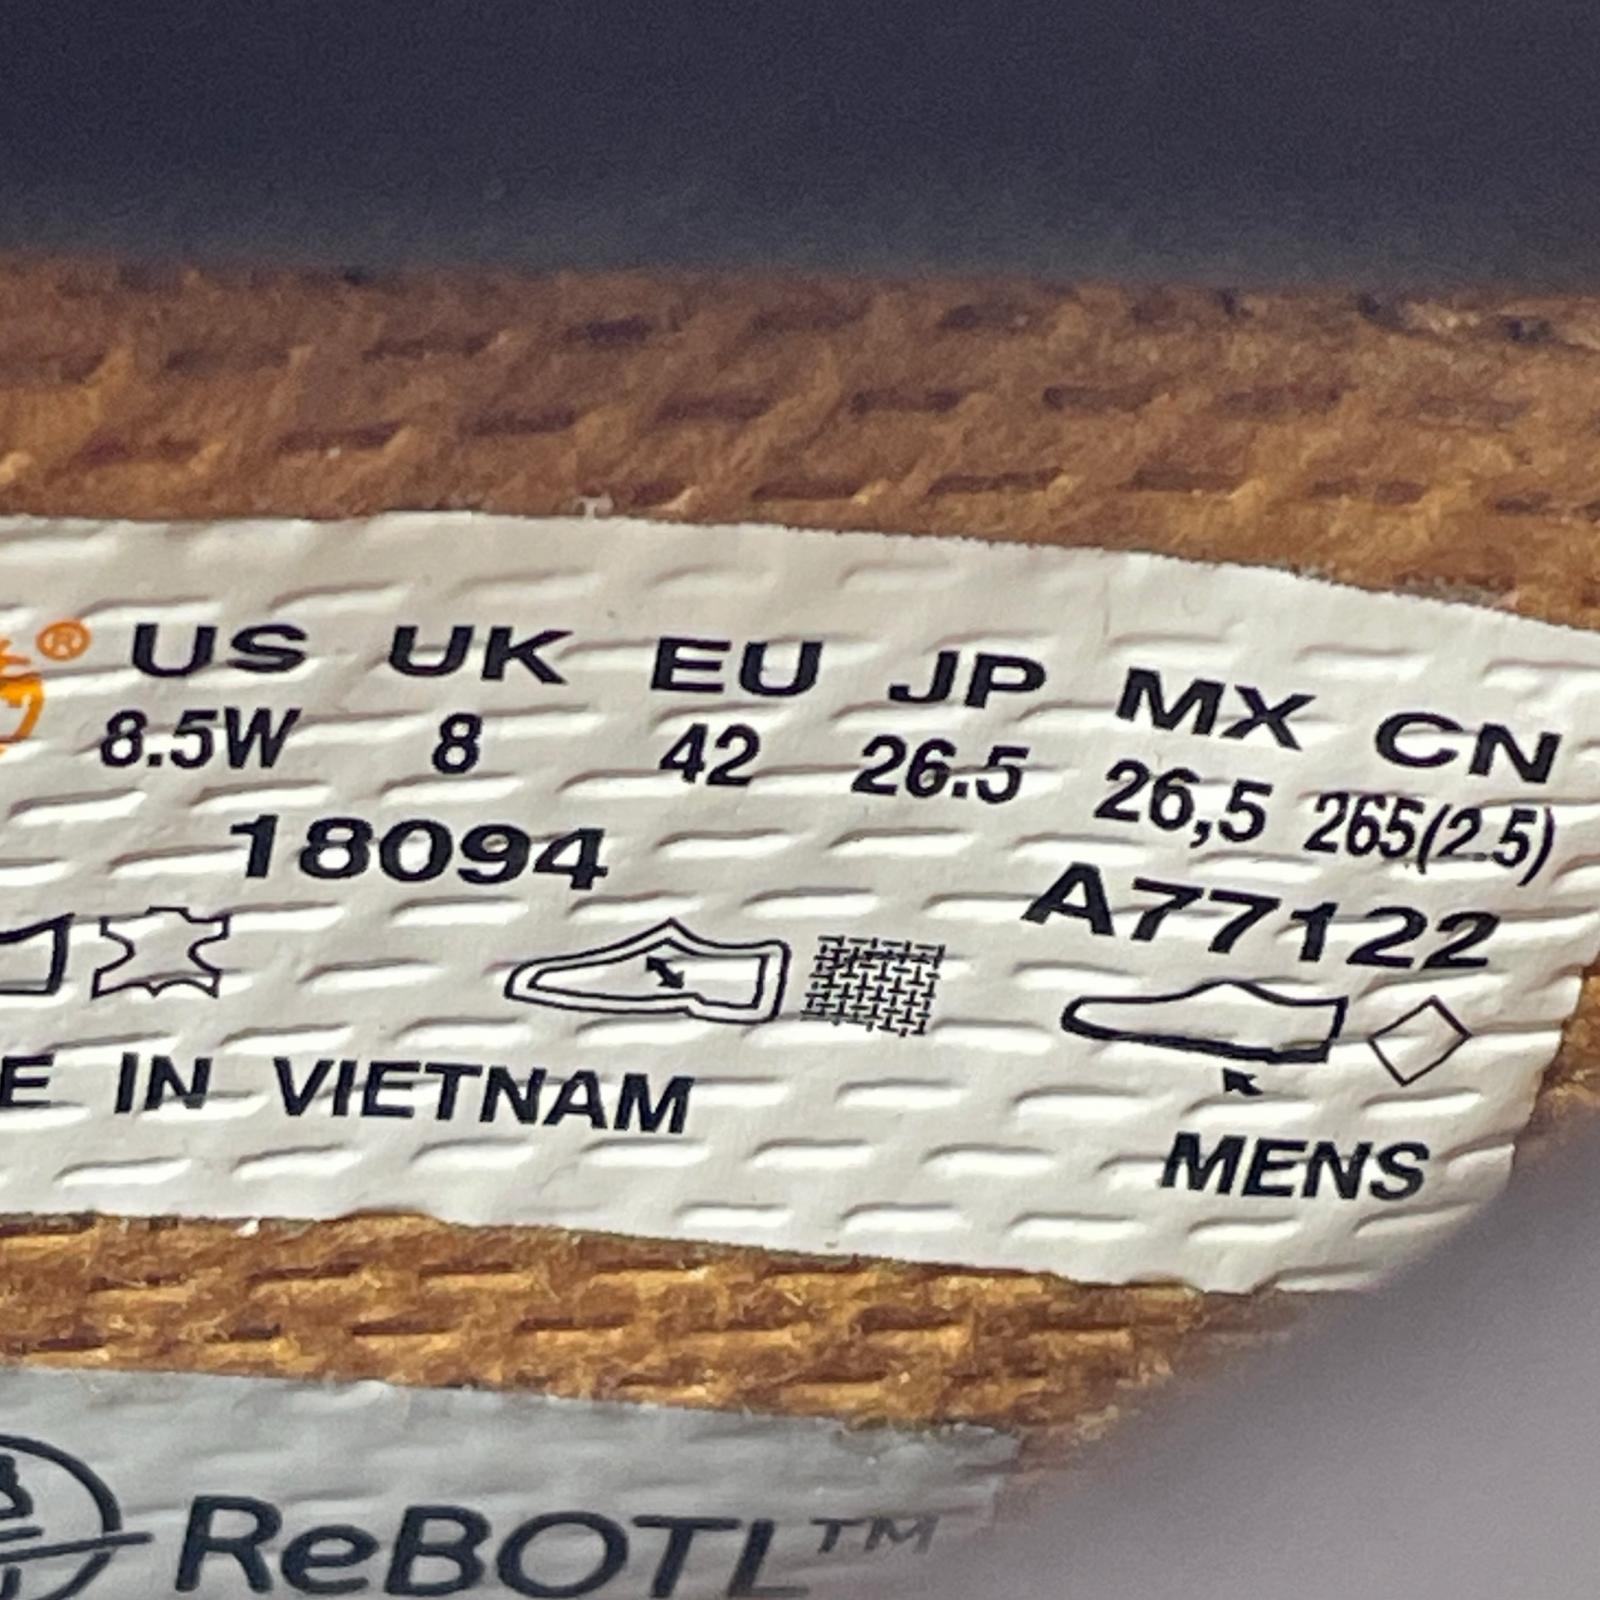 ® US UK EU JP MX CN
8.5W 8 42 26.5 26,5 265(2.5)
18094 A77122
E IN VIETNAM
MENS
ReBOTL™